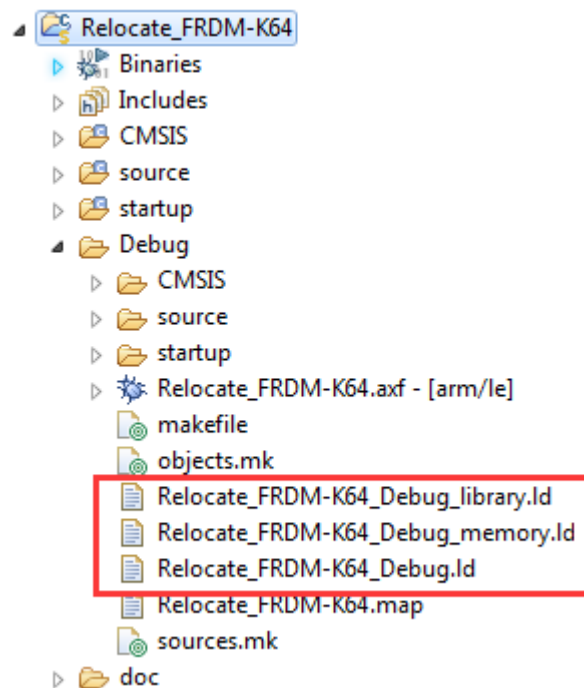 Relocate_FRDM-K64
Binaries
Includes
CMSIS
source
startup
Debug
CMSIS
source
startup
Relocate_FRDM-K64.axf - [arm/le]
makefile
objects.mk
Relocate_FRDM-K64_Debug_library.ld
Relocate_FRDM-K64_Debug_memory.ld
Relocate_FRDM-K64_Debug.ld
Relocate_FRDM-K64.map
sources.mk
doc